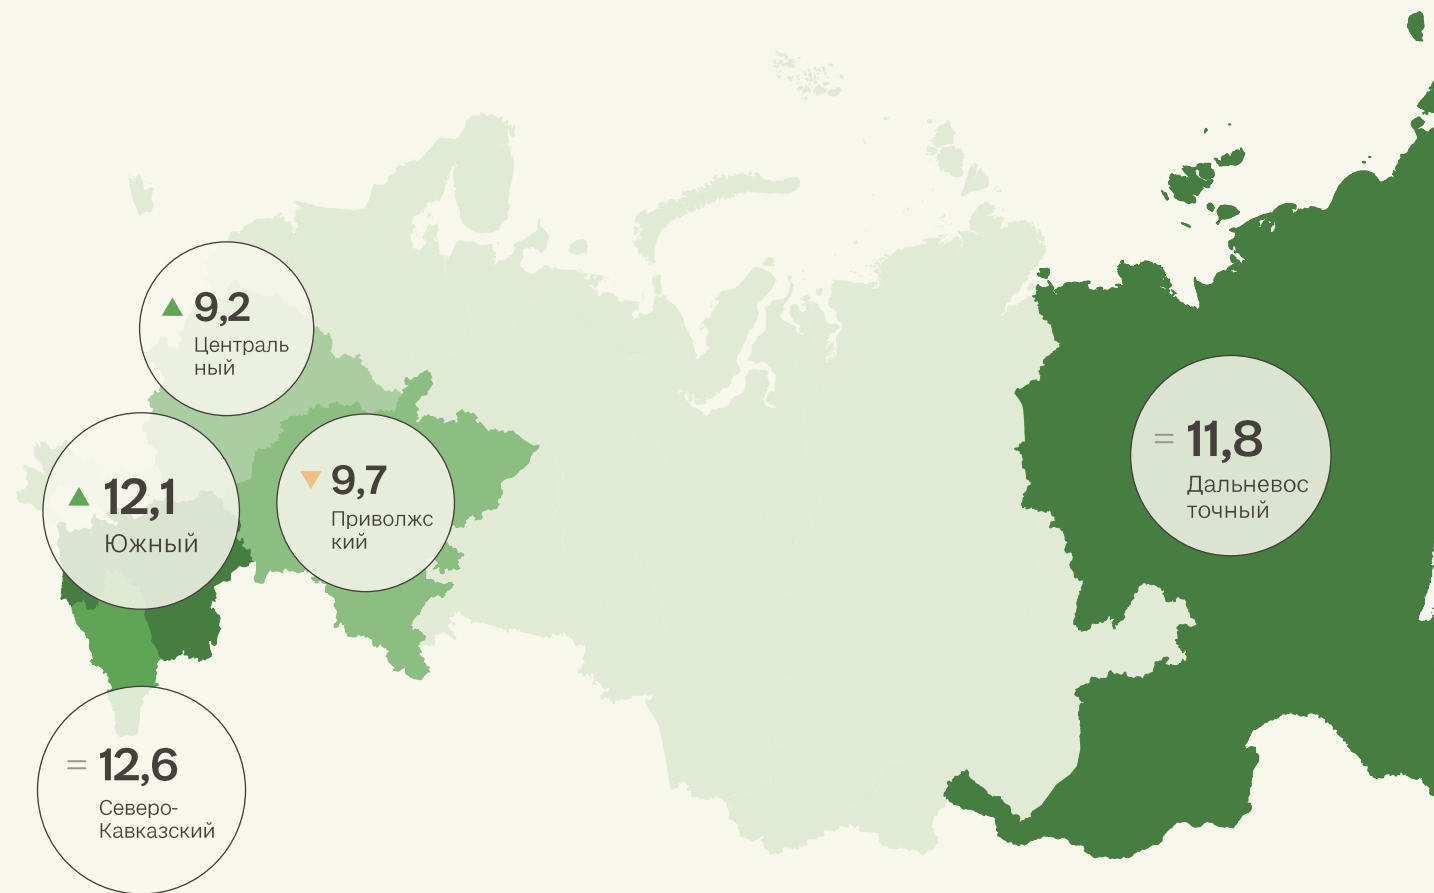 ▲ 9,2
Централь
ный
▲ 12,1
Южный
▼ 9,7
Приволжс
кий
= 11,8
Дальневос
точный
= 12,6
Северо-
Кавказский